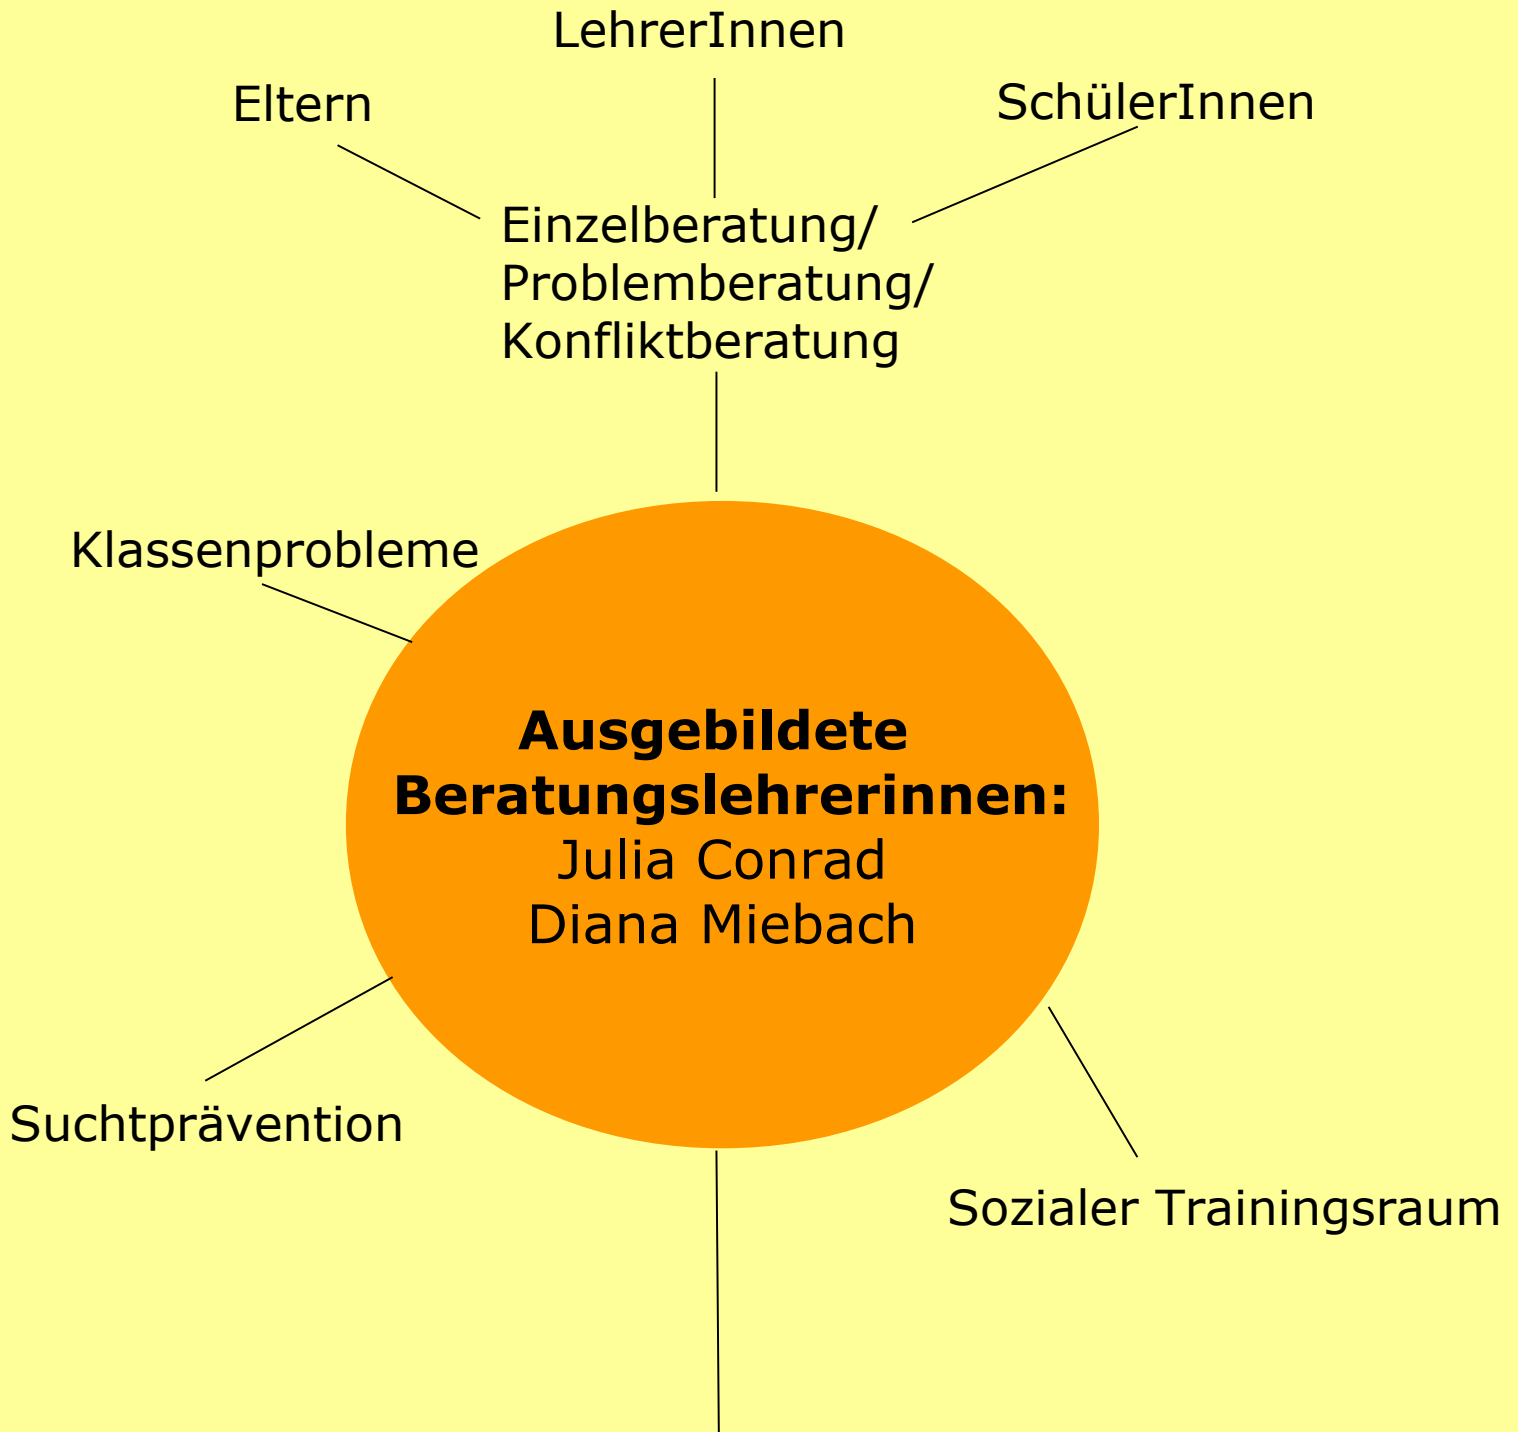 LehrerInnen
Eltern
SchülerInnen
Einzelberatung/
Problemberatung/
Konfliktberatung
Klassenprobleme
Ausgebildete
Beratungslehrerinnen:
Julia Conrad
Diana Miebach
Suchtprävention
Sozialer Trainingsraum